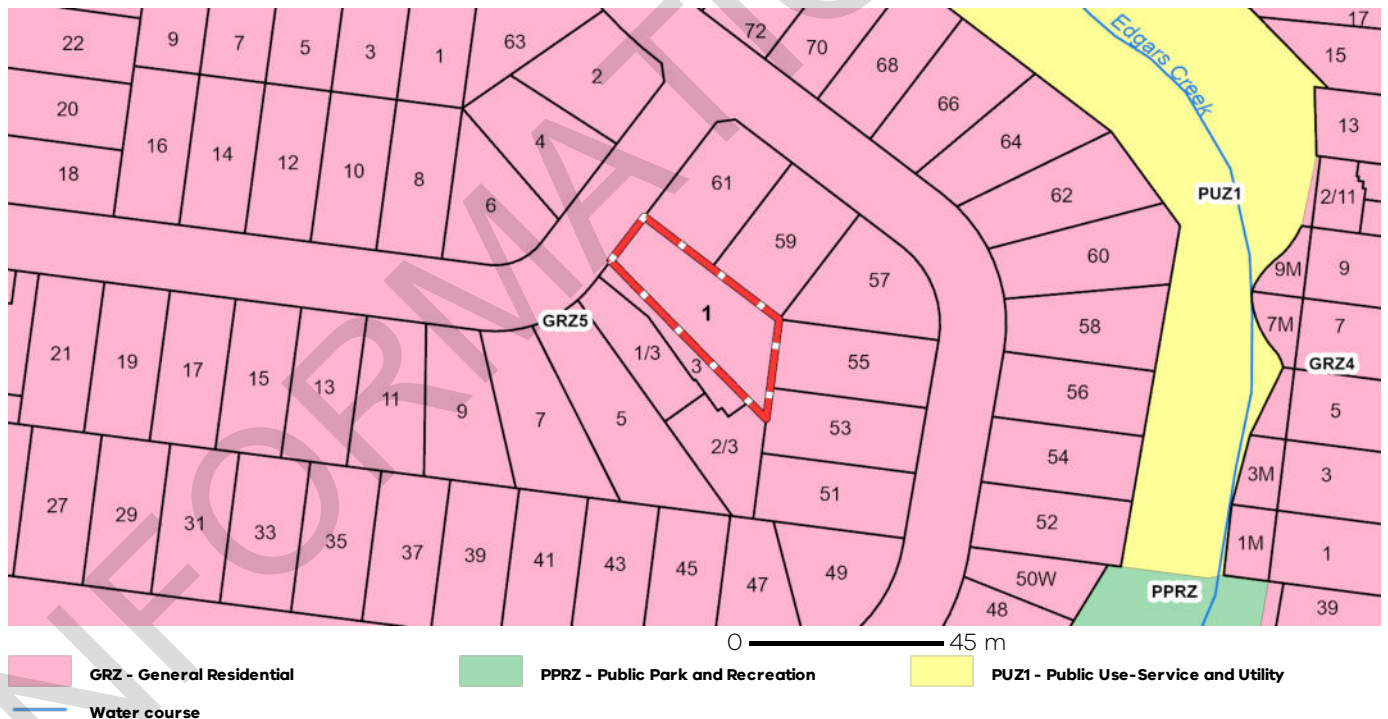 22 9 7 5 3 1 63 2 72 70 68 Edgars Creek 17
15
20 66 13
16 14 12 10 8 4 64
18 6 61 62 PUZ1 2/11
59 60 9M 9
57
GRZ5 1 58 7M 7
21 19 17 15 13 11 9 7 5 1/3 3 55 GRZ4
56 5
53
2/3 54 3M 3
51
27 29 31 33 35 37 39 41 43 45 47 49 52 1M 1
50W PPRZ
48 39
0 45 m
GRZ - General Residential PPRZ - Public Park and Recreation PUZ1 - Public Use-Service and Utility
Water course
NFORMATIO